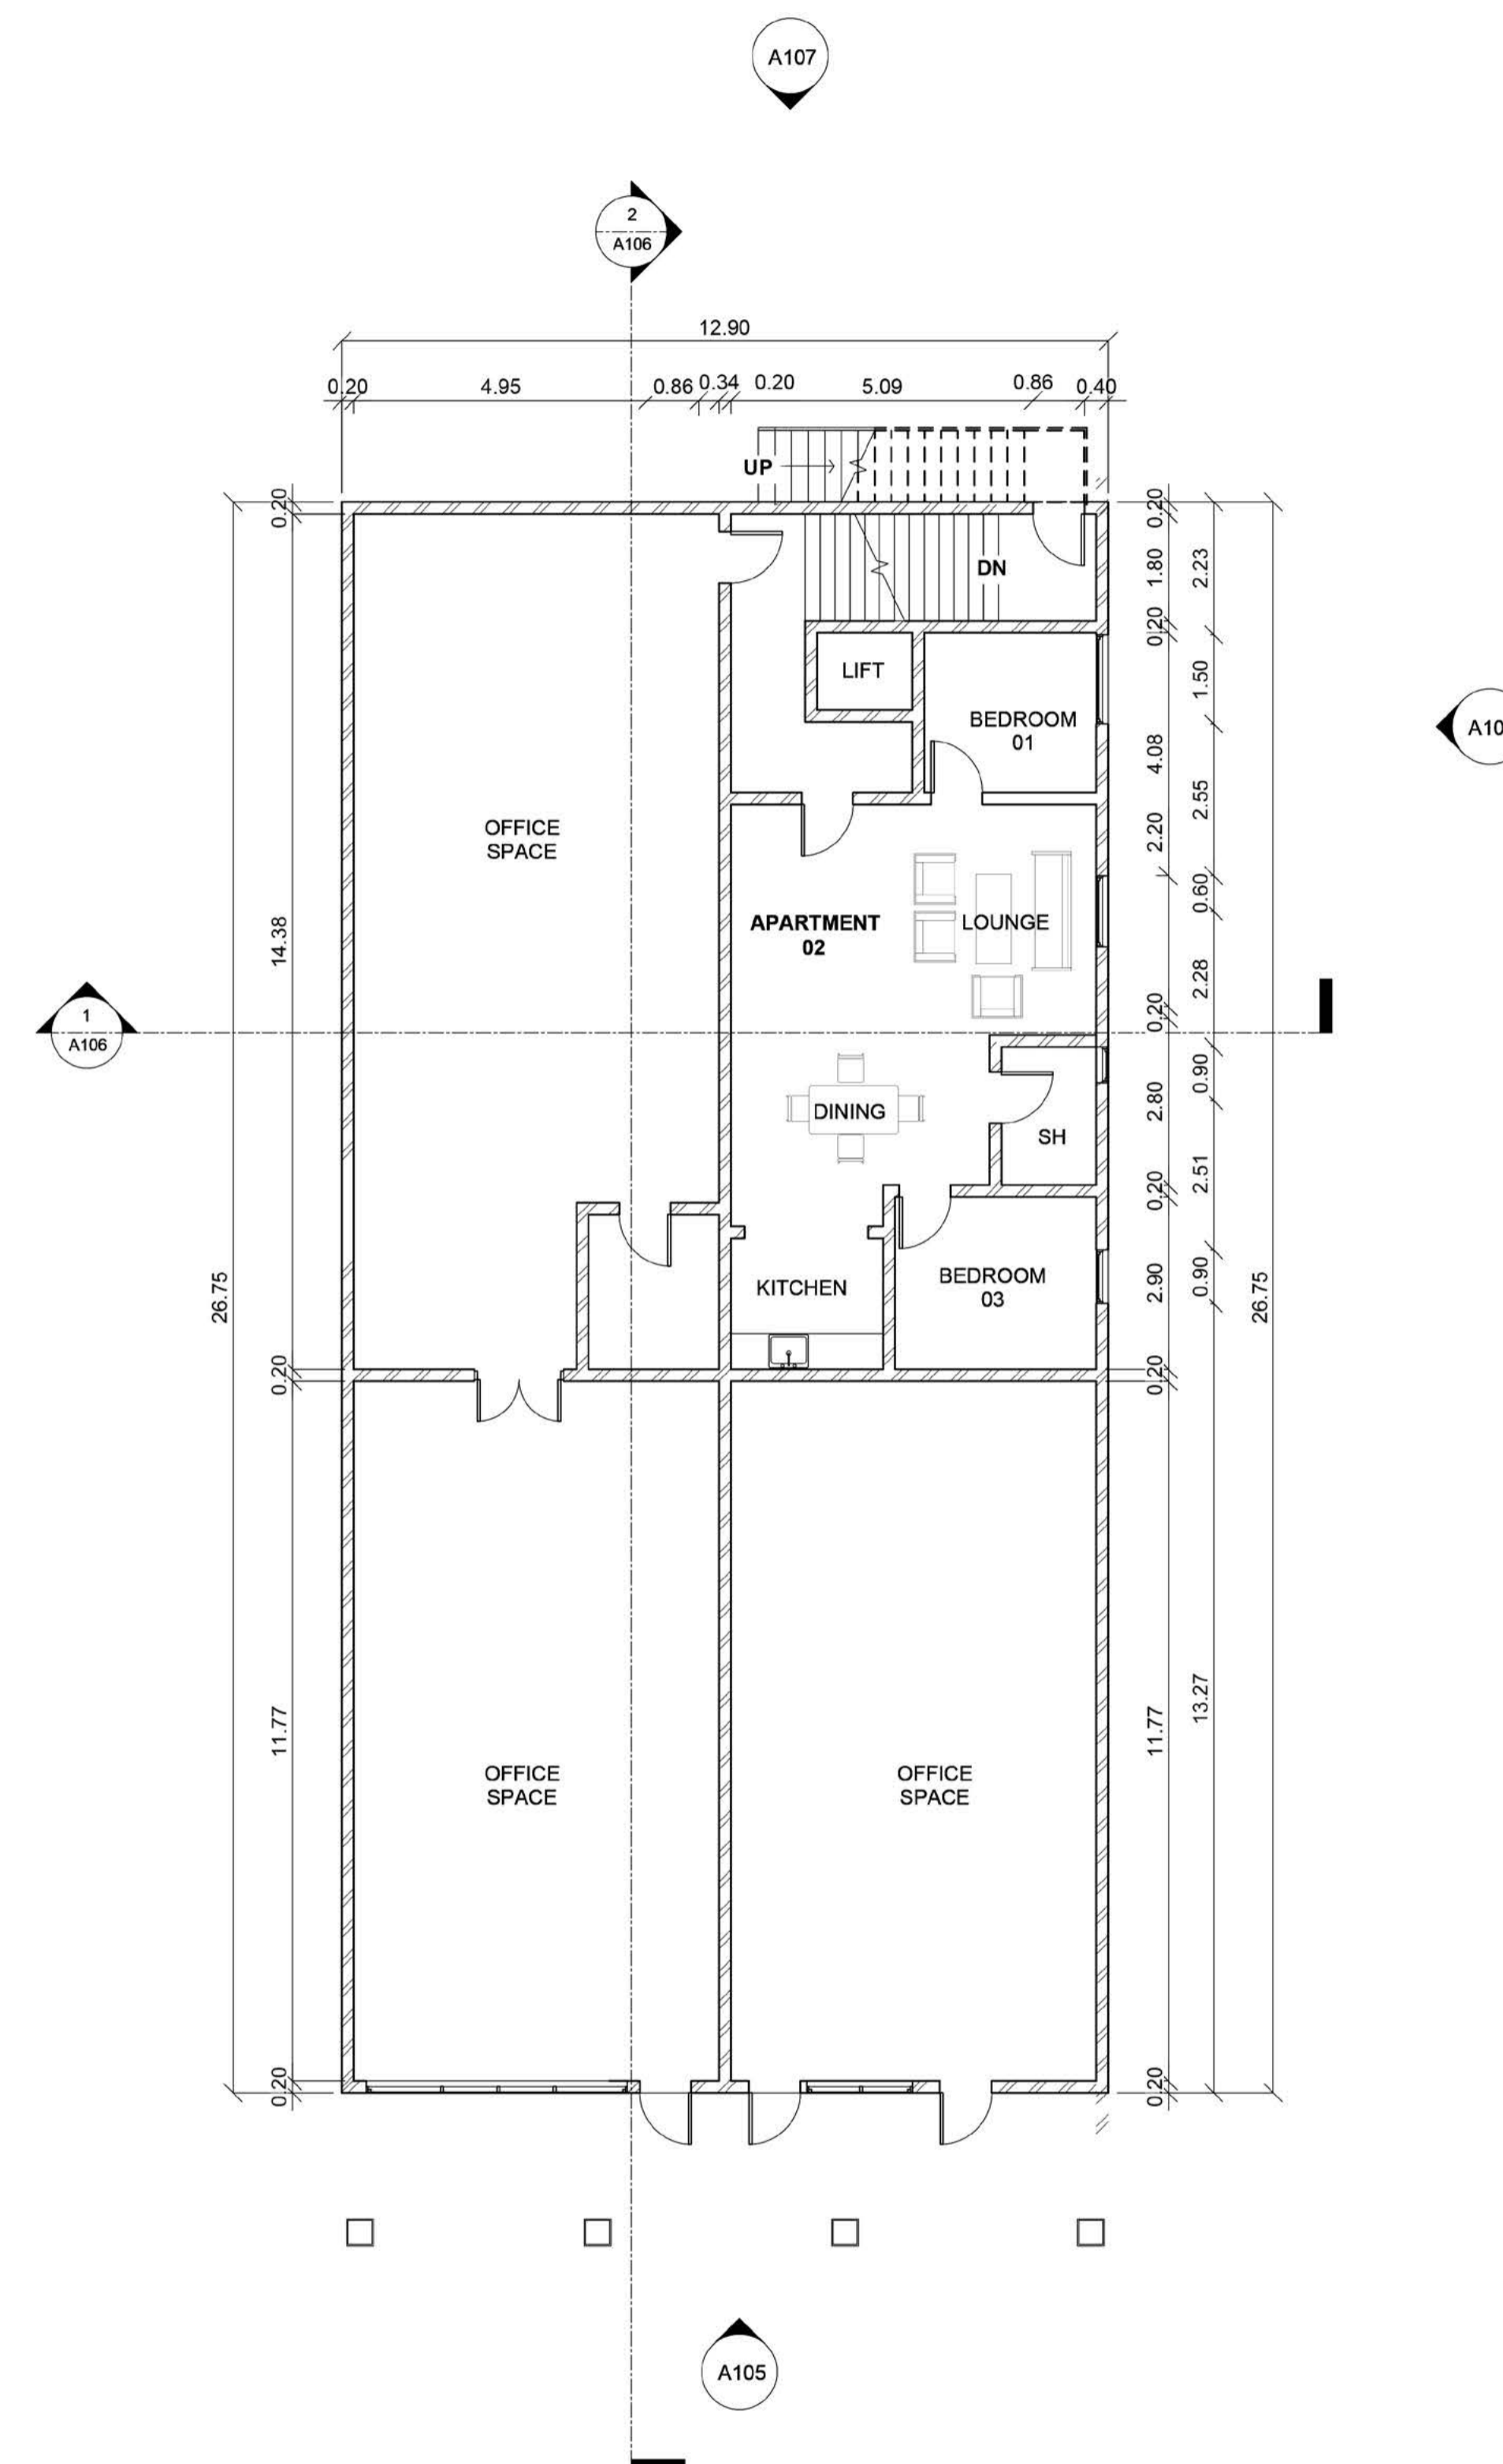 A107
2
A106
12.90
0.20 4.95 0.86 0.34 0.20 5.09 0.86 0.40
UP
DN
LIFT
BEDROOM
01
OFFICE
SPACE
APARTMENT
02
LOUNGE
1
A106
DINING
SH
KITCHEN
BEDROOM
03
OFFICE
SPACE
OFFICE
SPACE
A105
A10
26.75
0.20
14.38
0.20
11.77
0.20
0.20
1.80
0.20
4.08
2.20
0.20
2.80
0.20
2.90
0.20
11.77
0.20
2.23
1.50
2.55
0.60
2.28
0.90
2.51
0.90
13.27
26.75